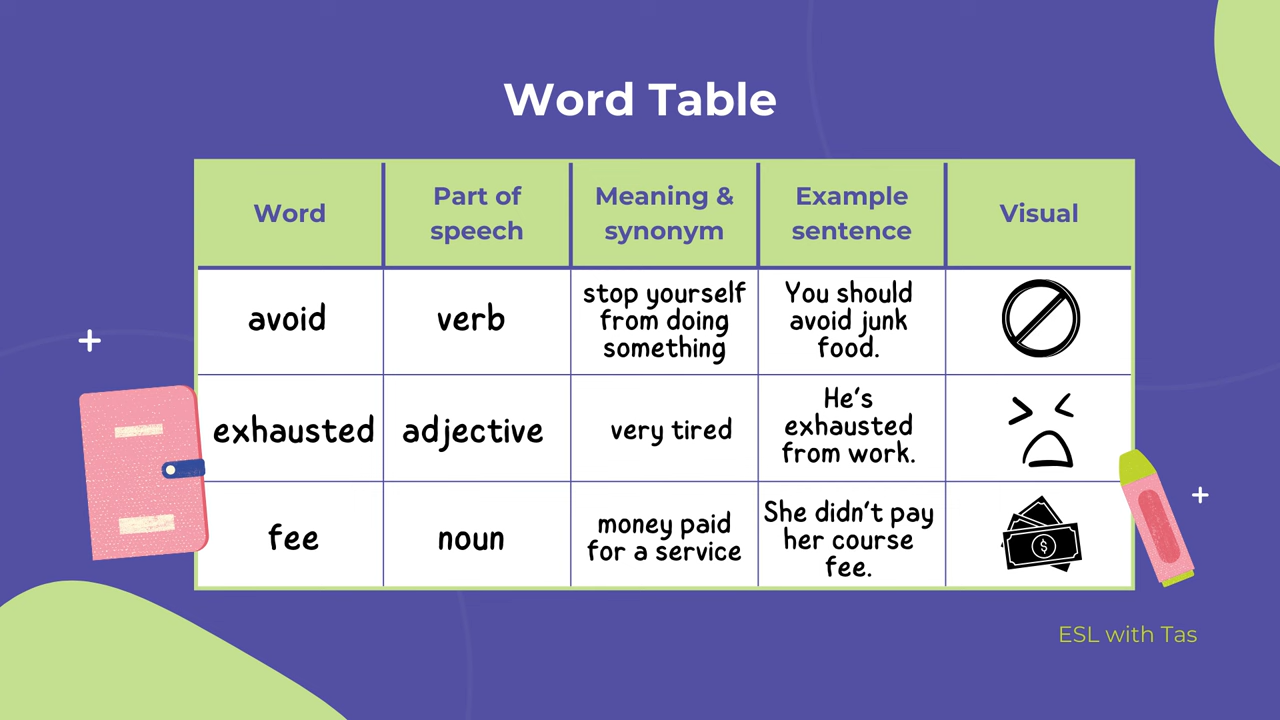 Word Table
Word
Part of
speech
Meaning &
synonym
Example
sentence
Visual
avoid
verb
stop yourself
from doing
something
You should
avoid junk
food.
exhausted
adjective
very tired
He's
exhausted
from work.
fee
noun
money paid
for a service
She didn't pay
her course
fee.
$
ESL with Tas